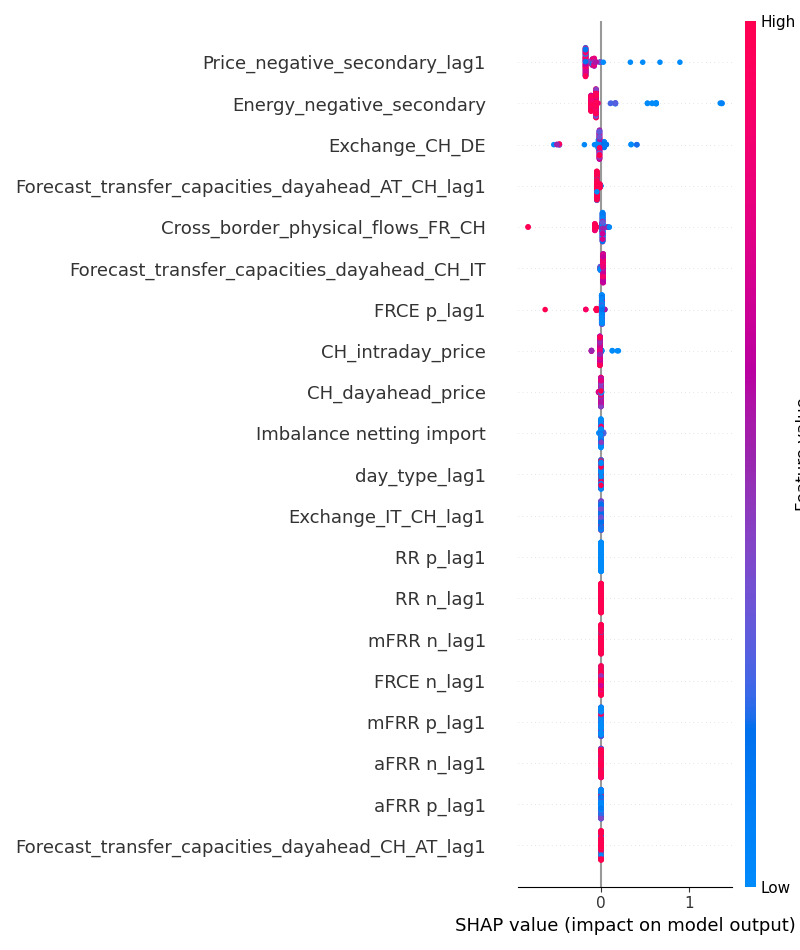 High
Price_negative_secondary_lag1
Energy_negative_secondary
Exchange_CH_DE
Forecast_transfer_capacities_dayahead_AT_CH_lag1
Cross_border_physical_flows_FR_CH
Forecast_transfer_capacities_dayahead_CH_IT
FRCE p_lag1
CH_intraday_price
CH_dayahead_price
Imbalance netting import
day_type_lag1
Exchange_IT_CH_lag1
RR p_lag1
RR n_lag1
mFRR n_lag1
FRCE n_lag1
mFRR p_lag1
aFRR n_lag1
aFRR p_lag1
Forecast_transfer_capacities_dayahead_CH_AT_lag1
Low
0 1
SHAP value (impact on model output)